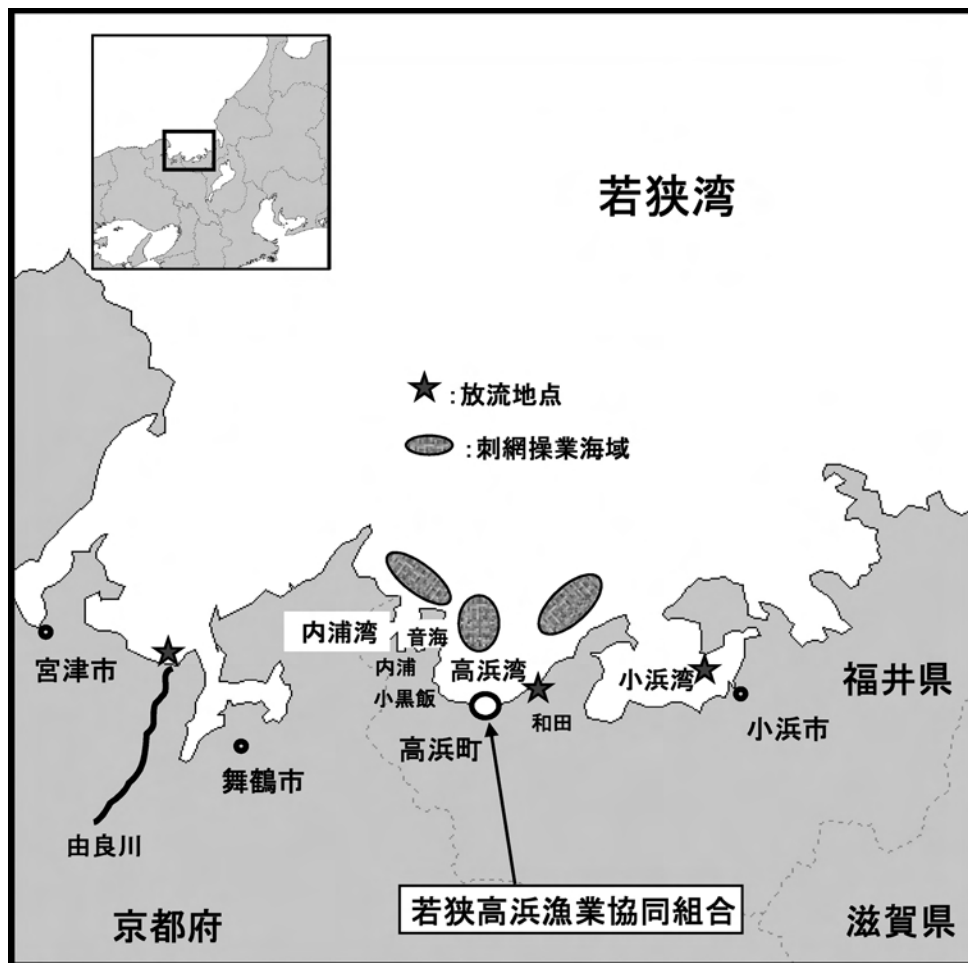 若狭湾
:放流地点
:刺網操業海域
内浦湾
音海
内浦
高浜湾
小浜湾
小黒飯
和田
宮津市
高浜町
小浜市
福井県
舞鶴市
由良川
若狭高浜漁業協同組合
京都府
滋賀県